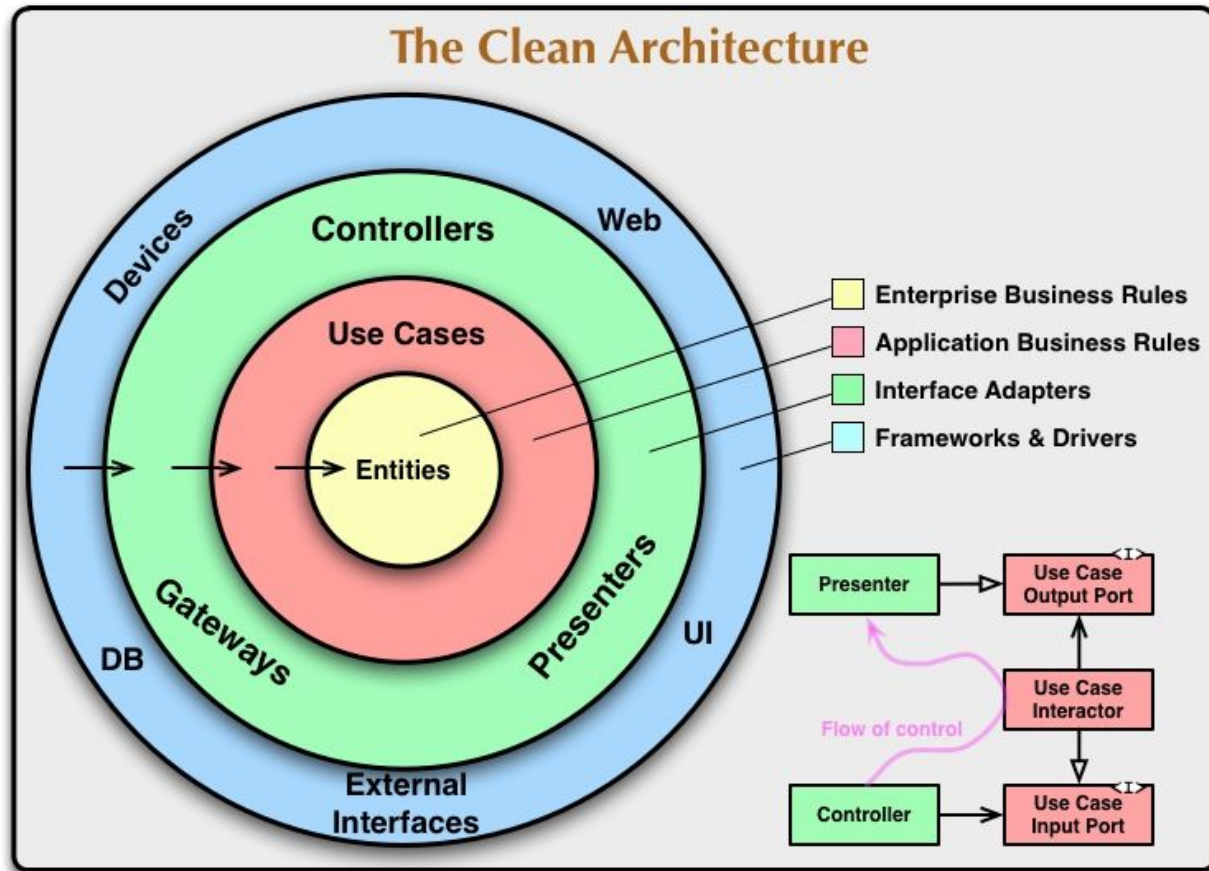 The Clean Architecture
Devices
Web
Controllers
Use Cases
Entities
Gateways
Presenters
DB
UI
External
Interfaces
Enterprise Business Rules
Application Business Rules
Interface Adapters
Frameworks & Drivers
Presenter
<I>
Use Case
Output Port
Use Case
Interactor
Flow of control
Controller
<I>
Use Case
Input Port